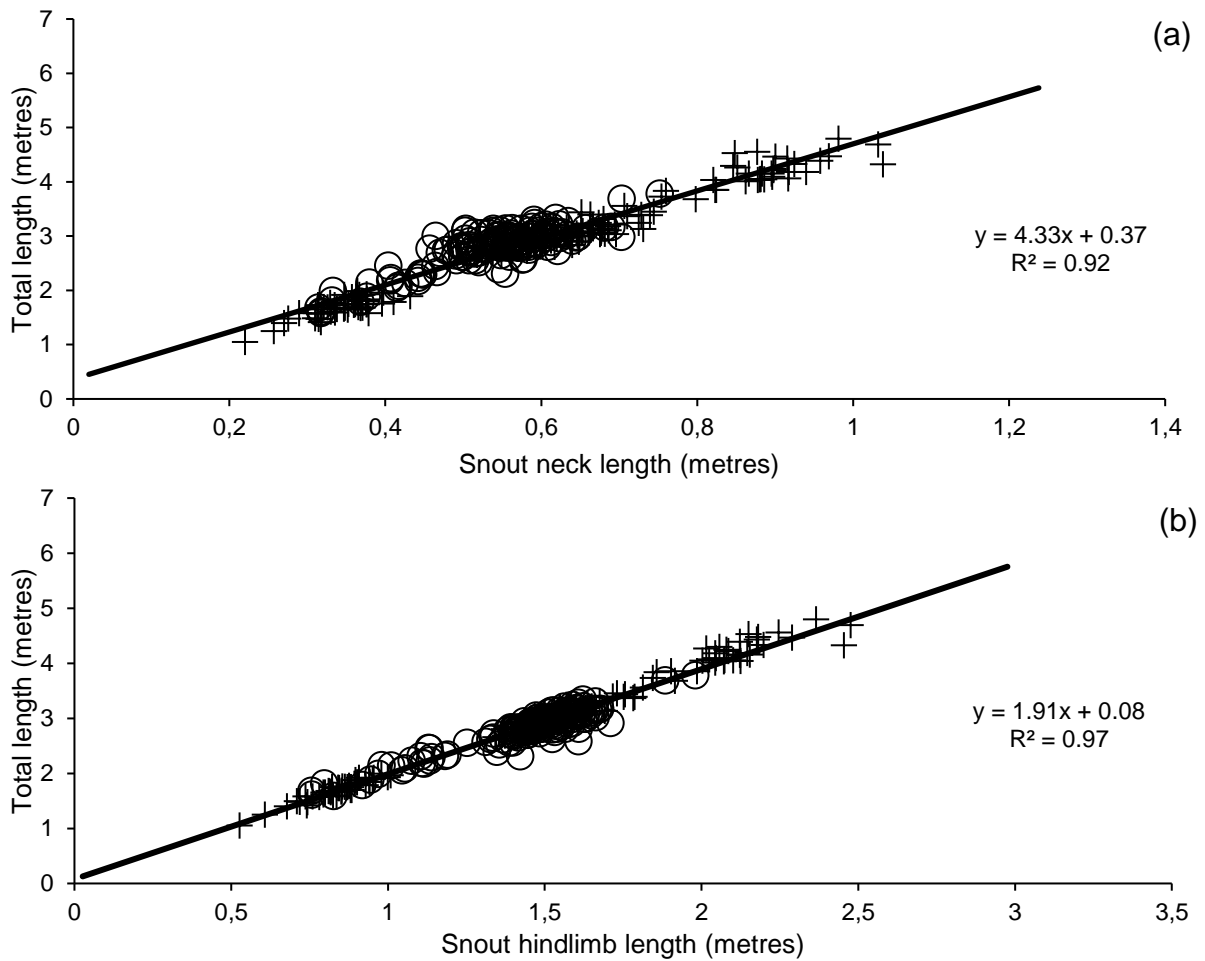 (a)
Total length (metres)
7
6
5
4
3
2
1
0
y = 4.33x + 0.37
R² = 0.92
0 0,2 0,4 0,6 0,8 1 1,2 1,4
Snout neck length (metres)
(b)
Total length (metres)
7
6
5
4
3
2
1
0
y = 1.91x + 0.08
R² = 0.97
0 0,5 1 1,5 2 2,5 3 3,5
Snout hindlimb length (metres)